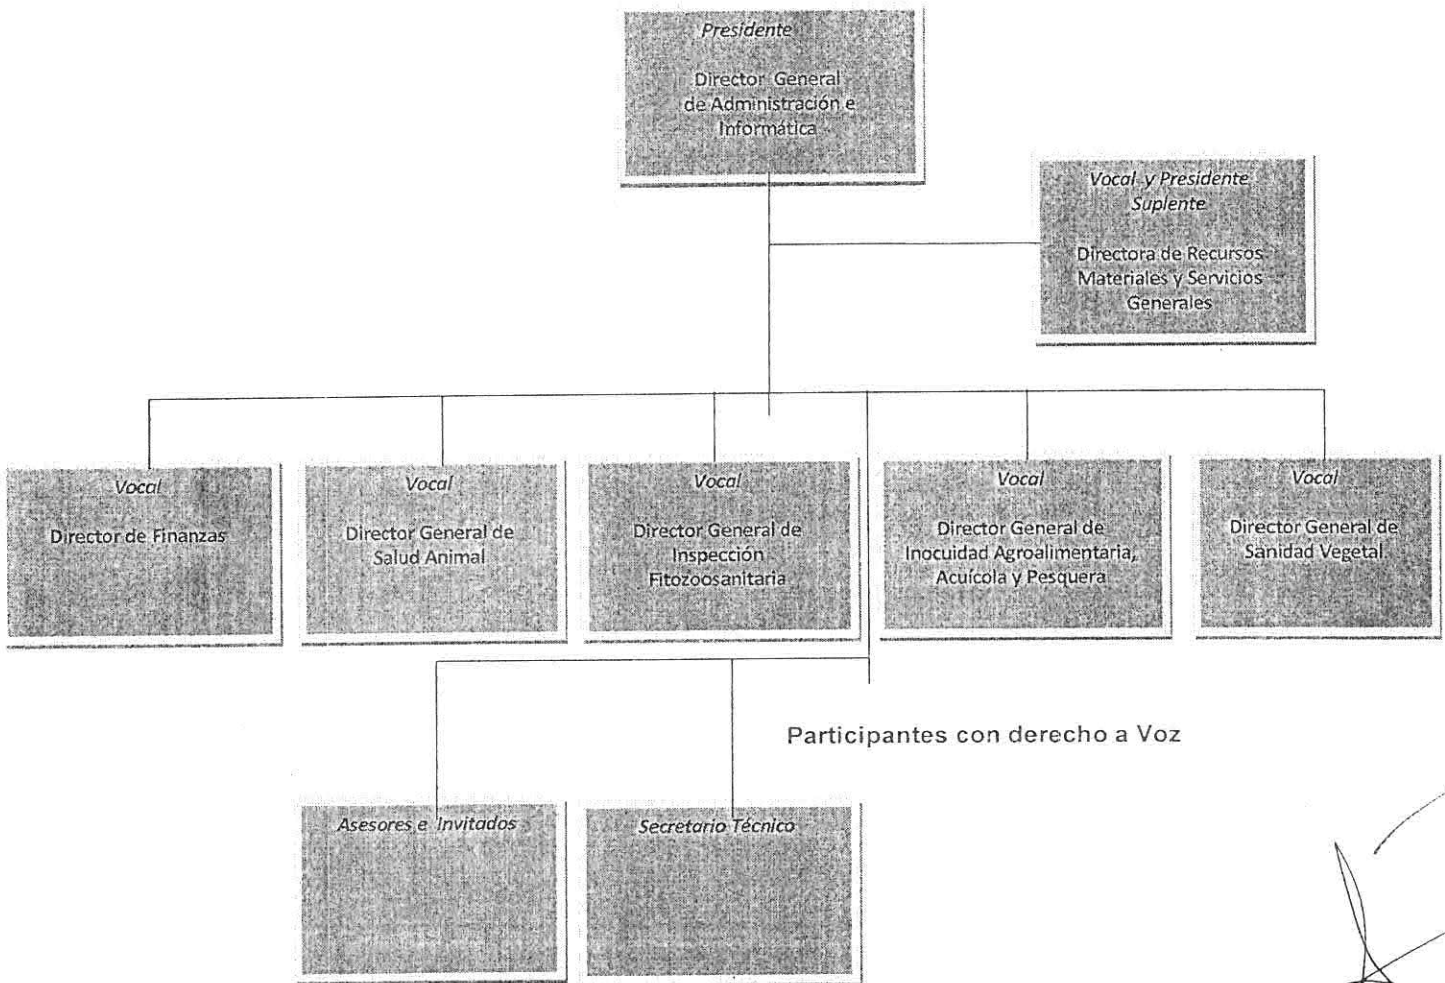 Presidente
Director General
de Administración e
Informática
Vocal y Presidente
Suplente
Directora de Recursos
Materiales y Servicios
Generales
Vocal
Director de Finanzas
Vocal
Director General de
Salud Animal
Vocal
Director General de
Inspección
Fitozoosanitaria
Vocal
Director General de
Inocuidad Agroalimentaria,
Acuícola y Pesquera
Vocal
Director General de
Sanidad Vegetal
Participantes con derecho a Voz
Asesores e Invitados
Secretario Técnico